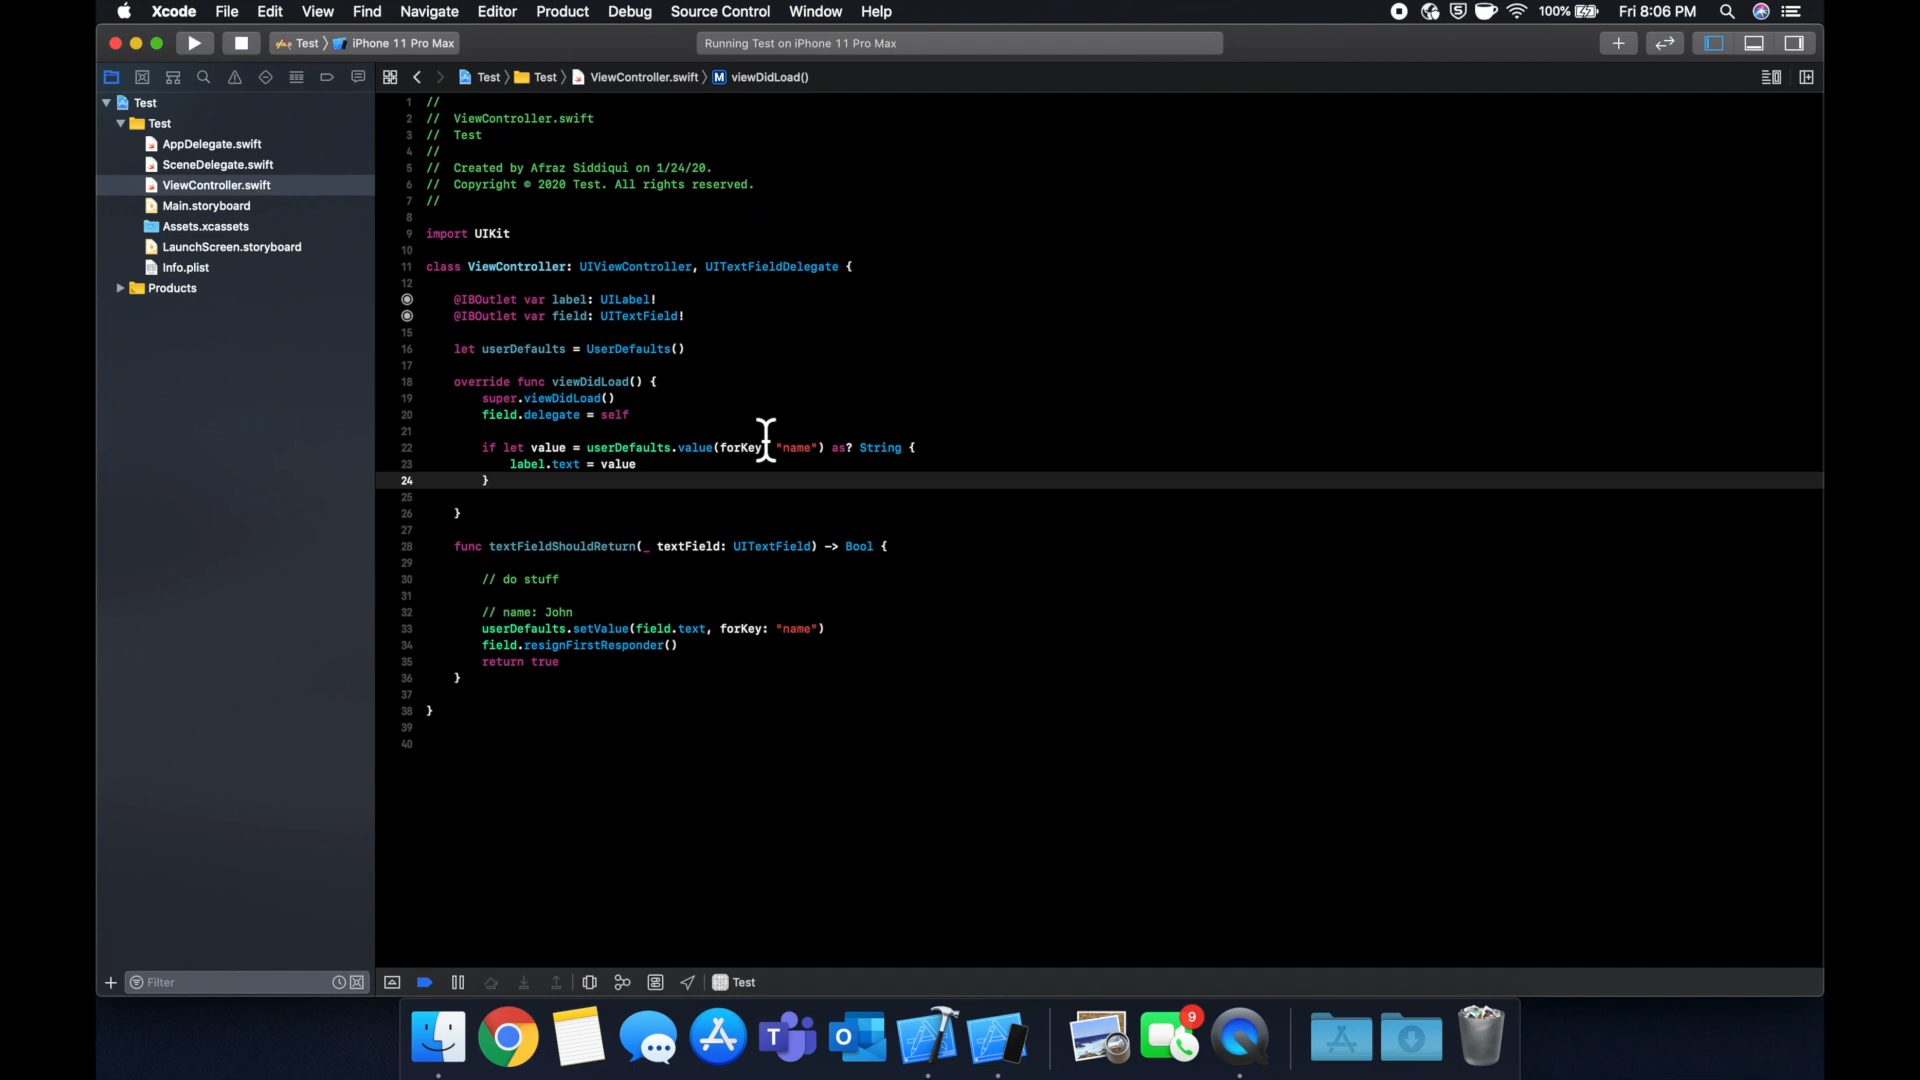 Xcode File Edit View Find Navigate Editor Product Debug Source Control Window Help 100% Fri 8:06 PM
Test 〉 iPhone 11 Pro Max
Running Test on iPhone 11 Pro Max
Test 〉 Test 〉 ViewController.swift 〉 M viewDidLoad()
Test
Test
AppDelegate.swift
SceneDelegate.swift
ViewController.swift
Main.storyboard
Assets.xcassets
LaunchScreen.storyboard
Info.plist
Products
1 //
2 // ViewController.swift
3 // Test
4 //
5 // Created by Afraz Siddiqui on 1/24/20.
6 // Copyright © 2020 Test. All rights reserved.
7 //
8
9 import UIKit
10
11 class ViewController: UIViewController, UITextFieldDelegate {
12
@IBOutlet var label: UILabel!
@IBOutlet var field: UITextField!
15
16 let userDefaults = UserDefaults()
17
18 override func viewDidLoad() {
19 super.viewDidLoad()
20 field.delegate = self
21
22 if let value = userDefaults.value(forKey: "name") as? String {
23 label.text = value
24 }
25
26 }
27
28 func textFieldShouldReturn(_ textField: UITextField) -> Bool {
29
30 // do stuff
31
32 // name: John
33 userDefaults.setValue(field.text, forKey: "name")
34 field.resignFirstResponder()
35 return true
36 }
37
38 }
39
40
Filter
Test
9